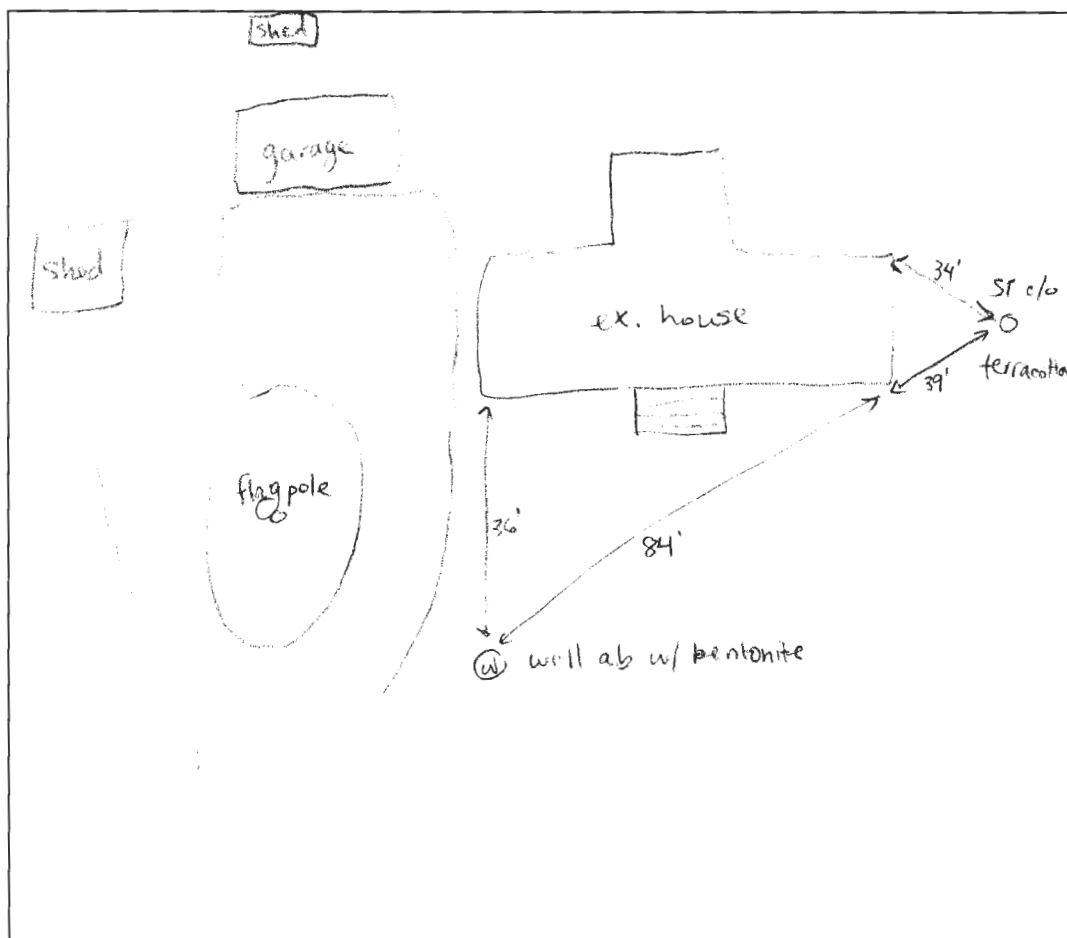 shed
garage
shed
ex. house
34'
ST c/o
39'
terracotta
flagpole
36'
84'
W well ab w/ bentonite